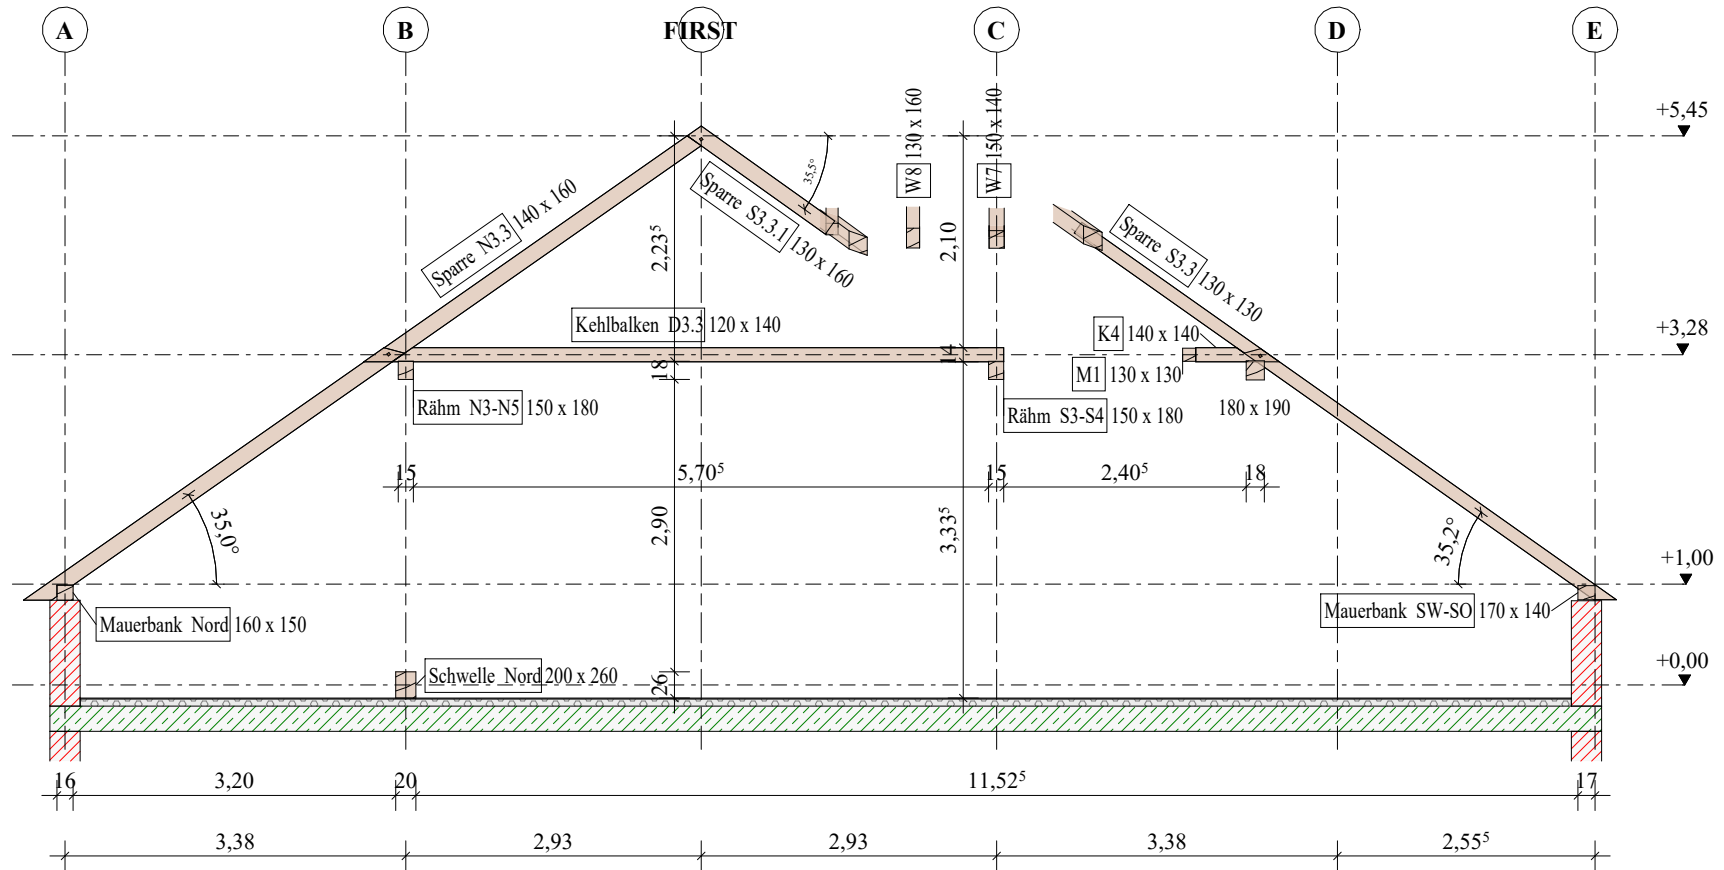 A B FIRST C D E
+5,45
W8 130 x 160
W7 150 x 140
35,5°
Sparre N3.3 140 x 160
Sparre S3.3.1 130 x 160
2,23⁵
2,10
Sparre S3.3 130 x 130
Kehlbalken D3.3 120 x 140
K4 140 x 140
+3,28
14
18
M1 130 x 130
Rähm N3-N5 150 x 180
Rähm S3-S4 150 x 180
180 x 190
15 5,70⁵ 15 2,40⁵ 18
35,0°
2,90
3,33⁵
35,2°
+1,00
Mauerbank Nord 160 x 150
Mauerbank SW-SO 170 x 140
Schwelle Nord 200 x 260
26
+0,00
16 3,20 20 11,52⁵ 17
3,38 2,93 2,93 3,38 2,55⁵